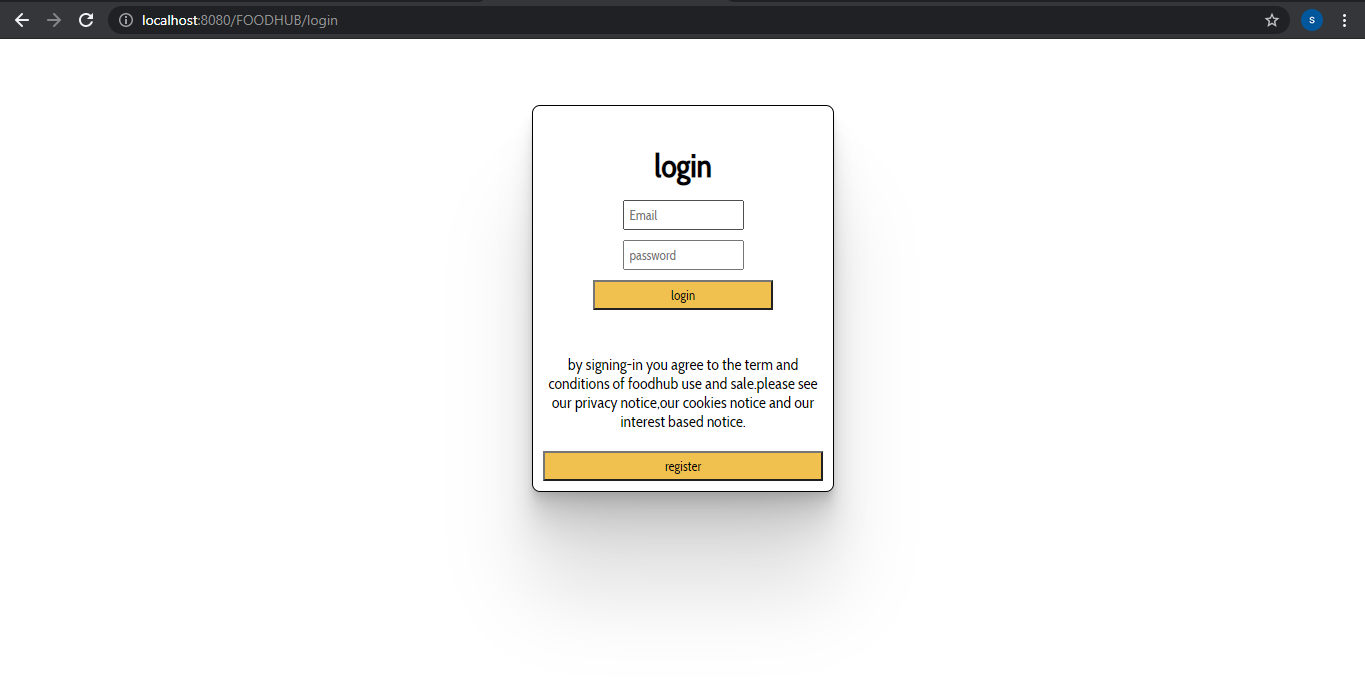 localhost:8080/FOODHUB/login
s
login
Email
password
login
by signing-in you agree to the term and
conditions of foodhub use and sale.please see
our privacy notice,our cookies notice and our
interest based notice.
register